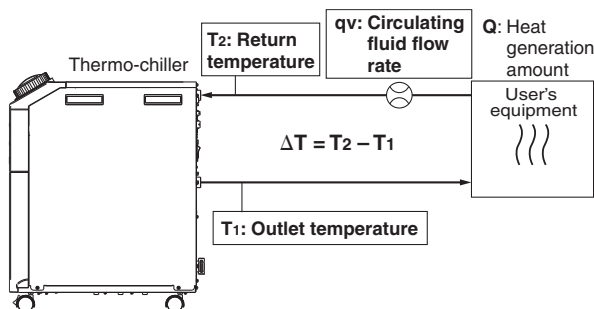 T2: Return
temperature
qv: Circulating
fluid flow
rate
Q: Heat
generation
amount
Thermo-chiller
User's
equipment
ΔT = T2 – T1
T1: Outlet temperature